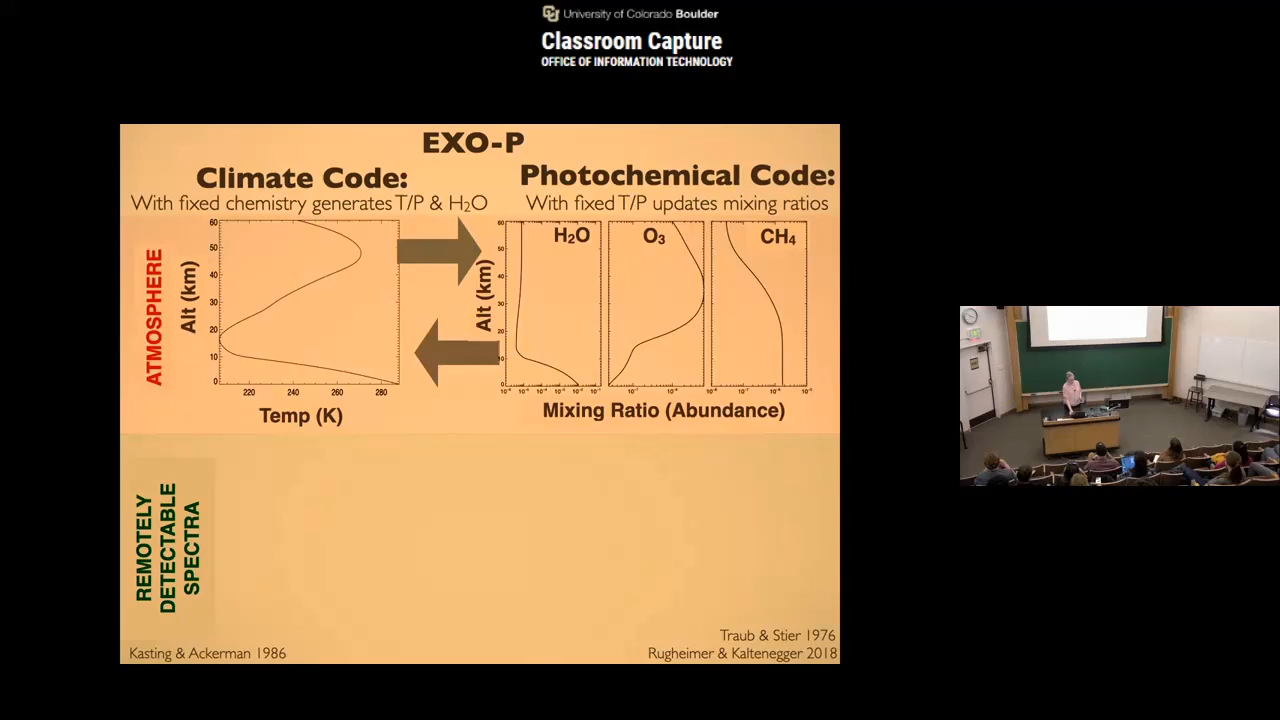 University of Colorado Boulder
Classroom Capture
OFFICE OF INFORMATION TECHNOLOGY
EXO-P
Climate Code:
With fixed chemistry generates T/P & H₂O
Photochemical Code:
With fixed T/P updates mixing ratios
ATMOSPHERE
Alt (km)
60
50
40
30
20
10
0
220
240
260
280
Temp (K)
Alt (km)
60
50
40
30
20
10
0
H₂O
O₃
CH₄
Mixing Ratio (Abundance)
REMOTELY
DETECTABLE
SPECTRA
Kasting & Ackerman 1986
Traub & Stier 1976
Rugheimer & Kaltenegger 2018